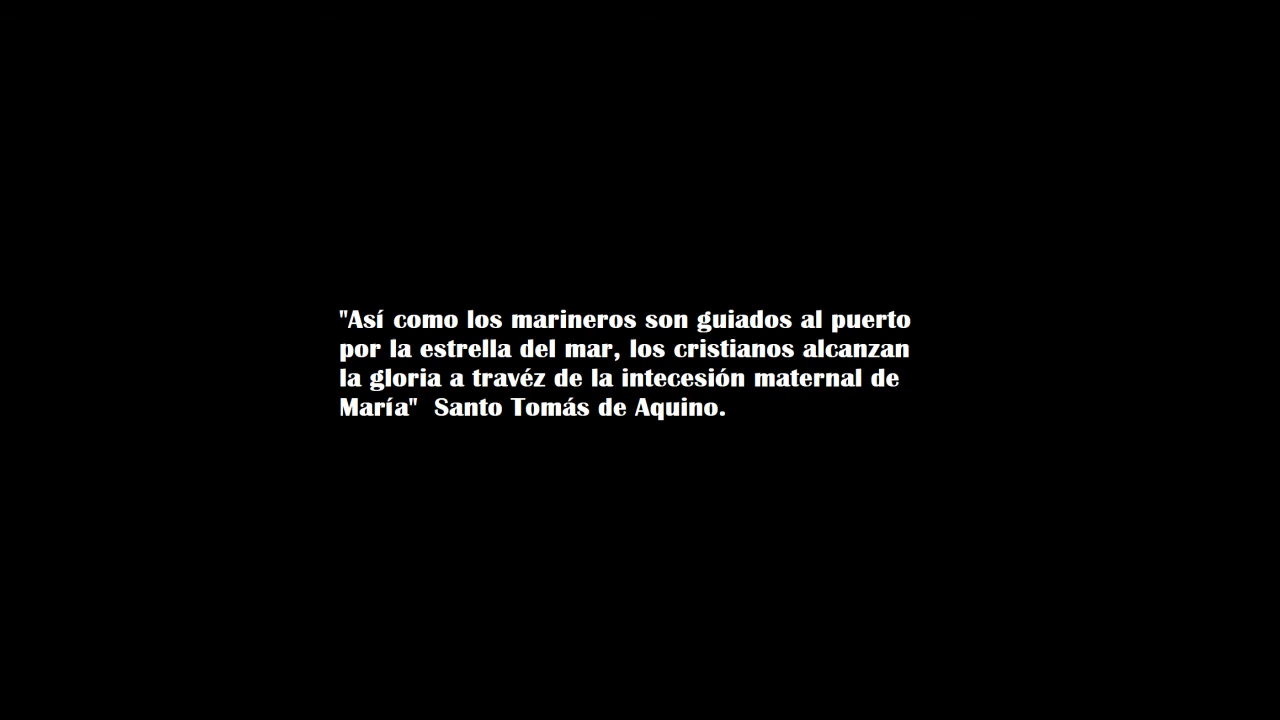 "Así como los marineros son guiados al puerto
por la estrella del mar, los cristianos alcanzan
la gloria a travéz de la intecesión maternal de
María"  Santo Tomás de Aquino.